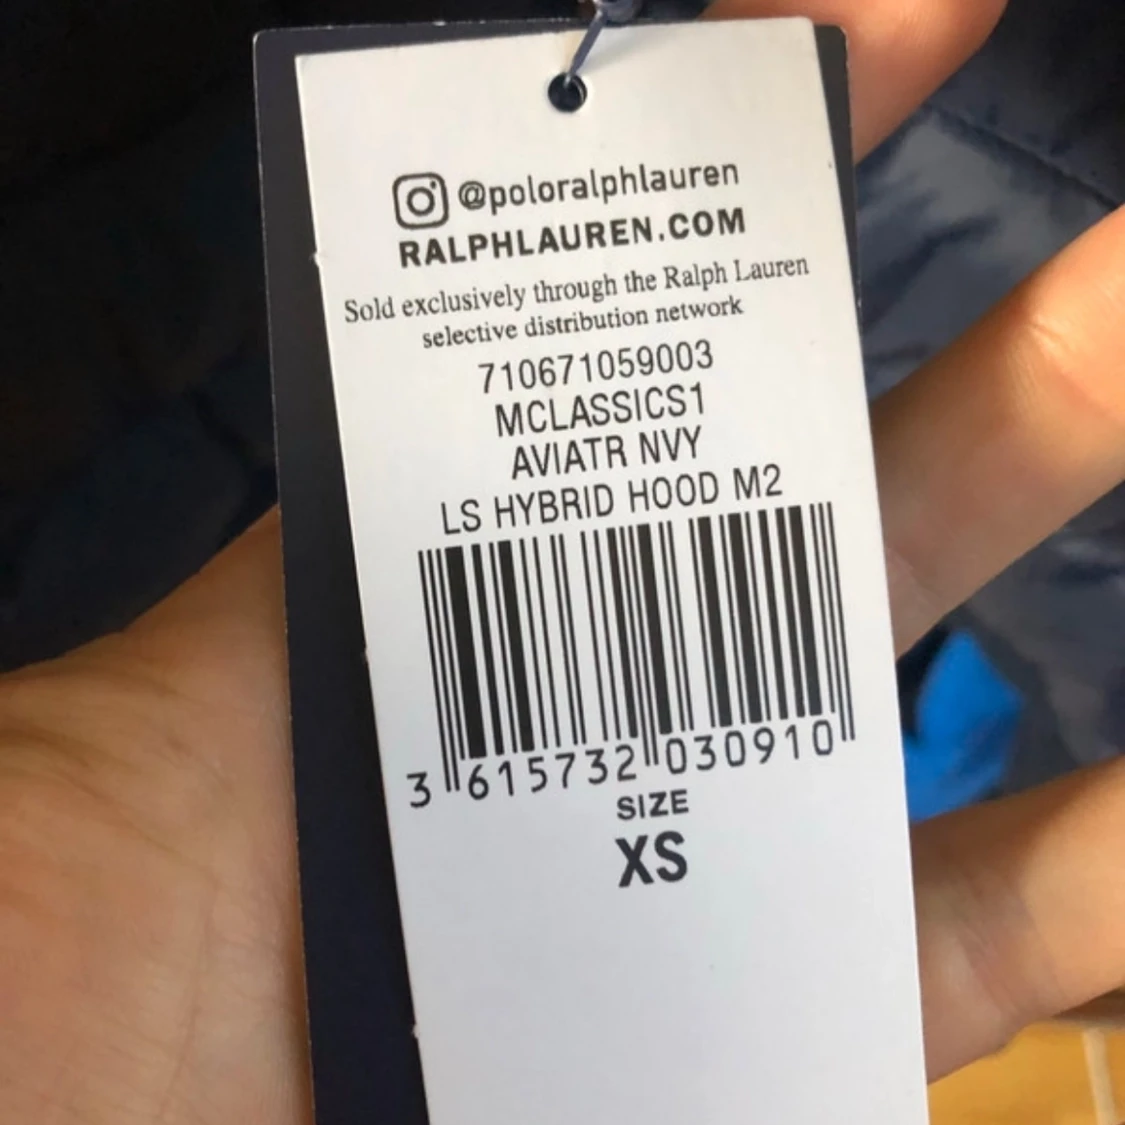 @poloralphlauren
RALPHLAUREN.COM
Sold exclusively through the Ralph Lauren
selective distribution network
710671059003
MCLASSICS1
AVIATR NVY
LS HYBRID HOOD M2
3 615732 030910
SIZE
XS